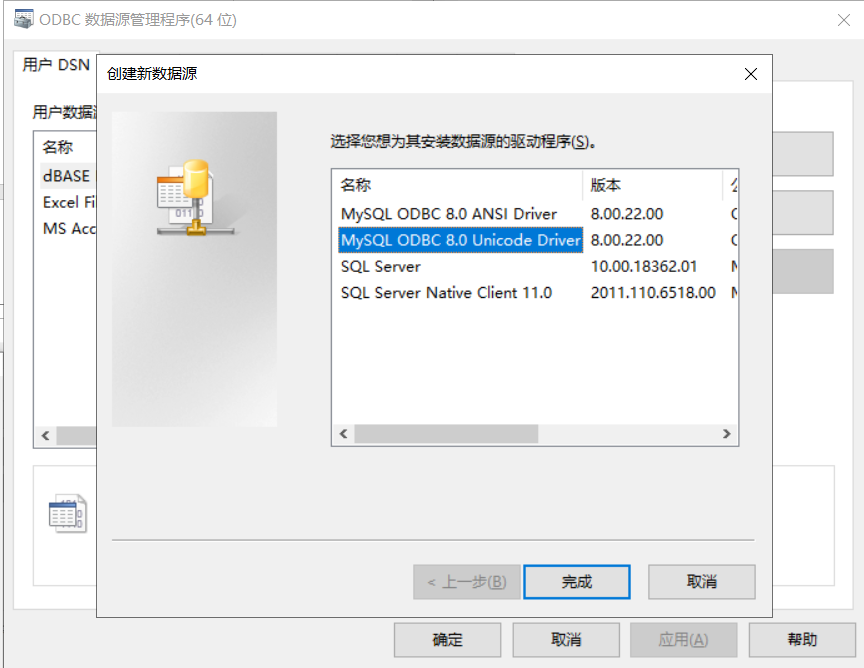 ODBC 数据源管理程序(64 位)
用户 DSN
创建新数据源
用户数据
名称
dBASE
Excel Fi
MS Acc
选择您想为其安装数据源的驱动程序(S)。
名称 版本
MySQL ODBC 8.0 ANSI Driver 8.00.22.00
MySQL ODBC 8.0 Unicode Driver 8.00.22.00
SQL Server 10.00.18362.01
SQL Server Native Client 11.0 2011.110.6518.00
< 上一步(B) 完成 取消
确定 取消 应用(A) 帮助